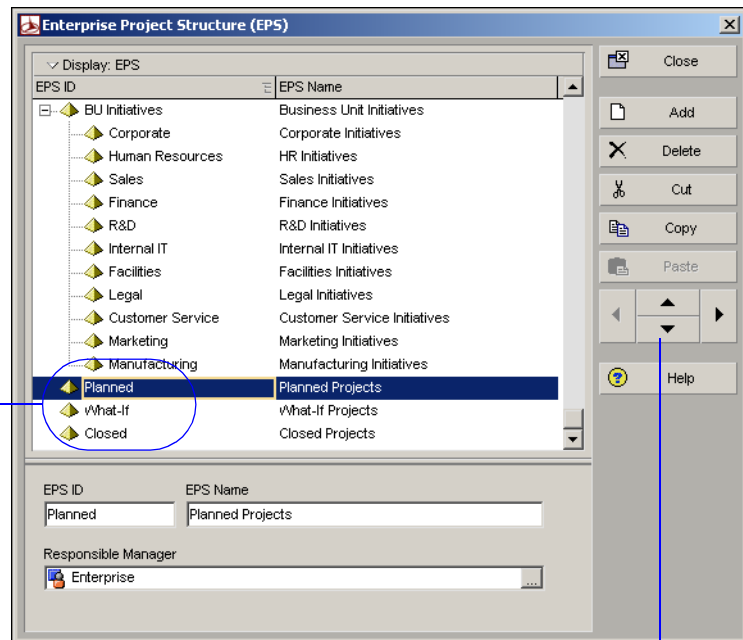 Enterprise Project Structure (EPS)
Display: EPS
EPS ID EPS Name
BU Initiatives Business Unit Initiatives
Corporate Corporate Initiatives
Human Resources HR Initiatives
Sales Sales Initiatives
Finance Finance Initiatives
R&D R&D Initiatives
Internal IT Internal IT Initiatives
Facilities Facilities Initiatives
Legal Legal Initiatives
Customer Service Customer Service Initiatives
Marketing Marketing Initiatives
Manufacturing Manufacturing Initiatives
Planned Planned Projects
What-If What-If Projects
Closed Closed Projects
EPS ID EPS Name
Planned Planned Projects
Responsible Manager
Enterprise ...
Close
Add
Delete
Cut
Copy
Paste
Help